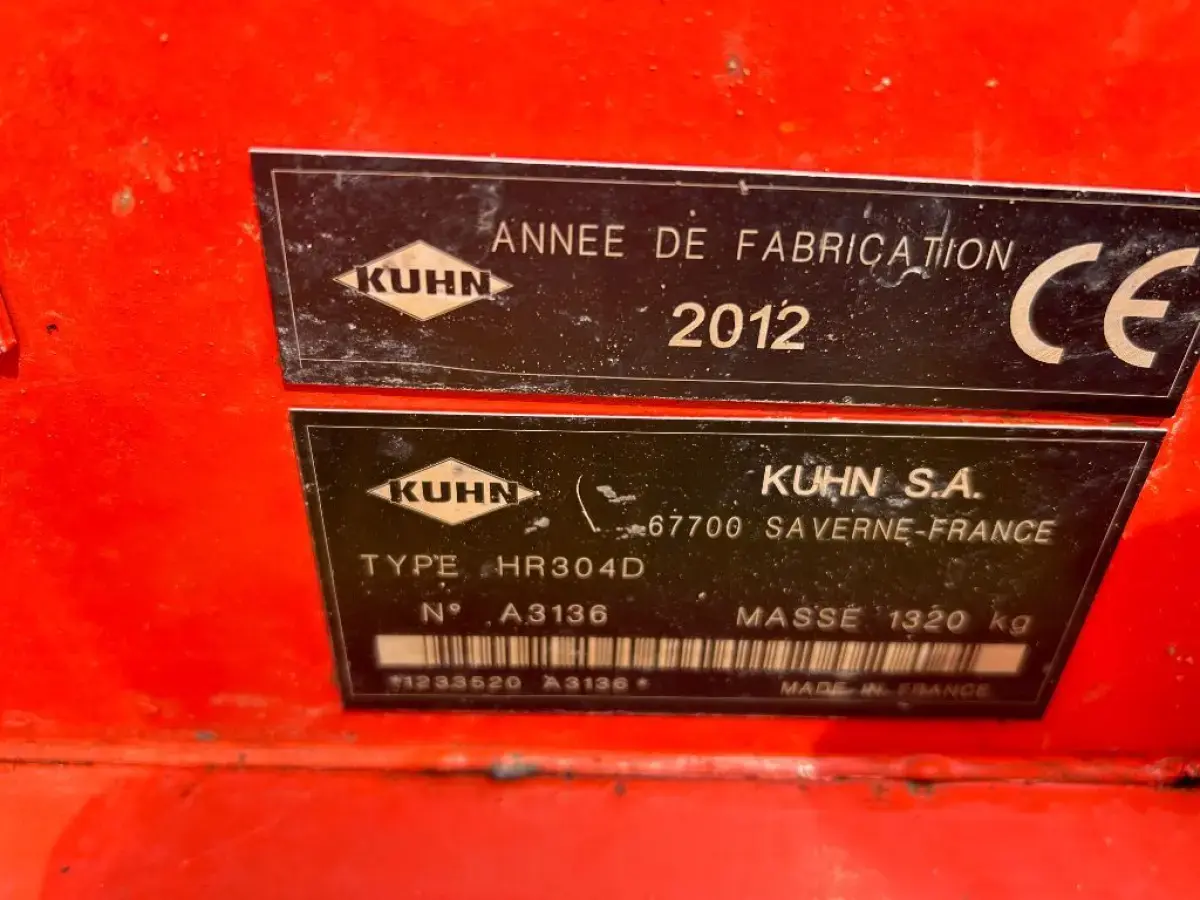 KUHN
ANNEE DE FABRICATION
2012
CE
KUHN
KUHN S.A.
67700 SAVERNE-FRANCE
TYPE HR304D
N° A3136 MASSE 1320 kg
*1233520 A3136*
MADE IN FRANCE